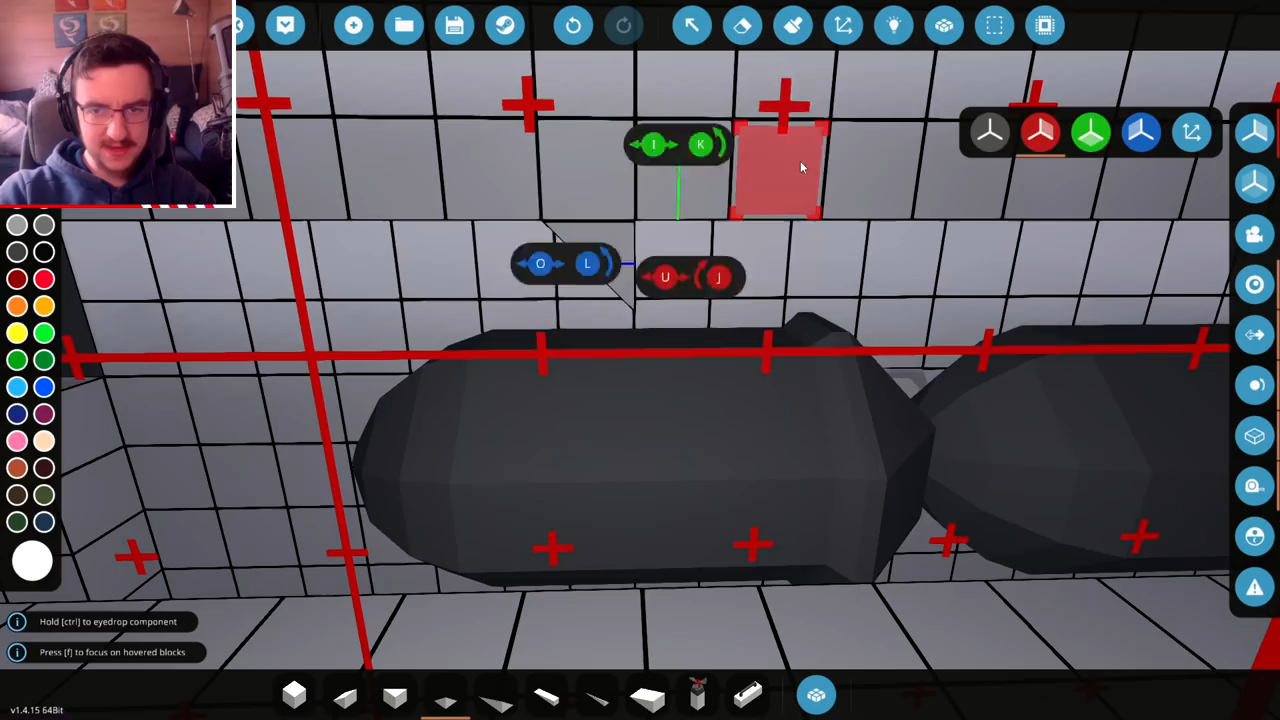 I K
O L U J
Hold [ctrl] to eyedrop component
Press [f] to focus on hovered blocks
v1.4.15 64Bit